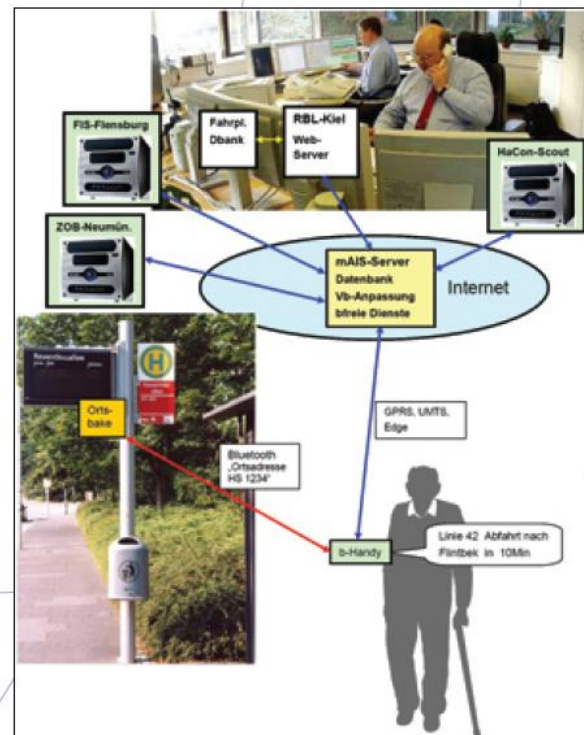 FIS-Flensburg
Fahrpl.
Dbank
RBL-Kiel
Web-
Server
HaCon-Scout
ZOB-Neumün.
mAIS-Server
Datenbank
Vb-Anpassung
bfreie Dienste
Internet
H
Orts-
bake
GPRS, UMTS,
Edge
Bluetooth
„Ortsadresse
HS 1234“
b-Handy
Linie 42 Abfahrt nach
Flintbek in 10Min